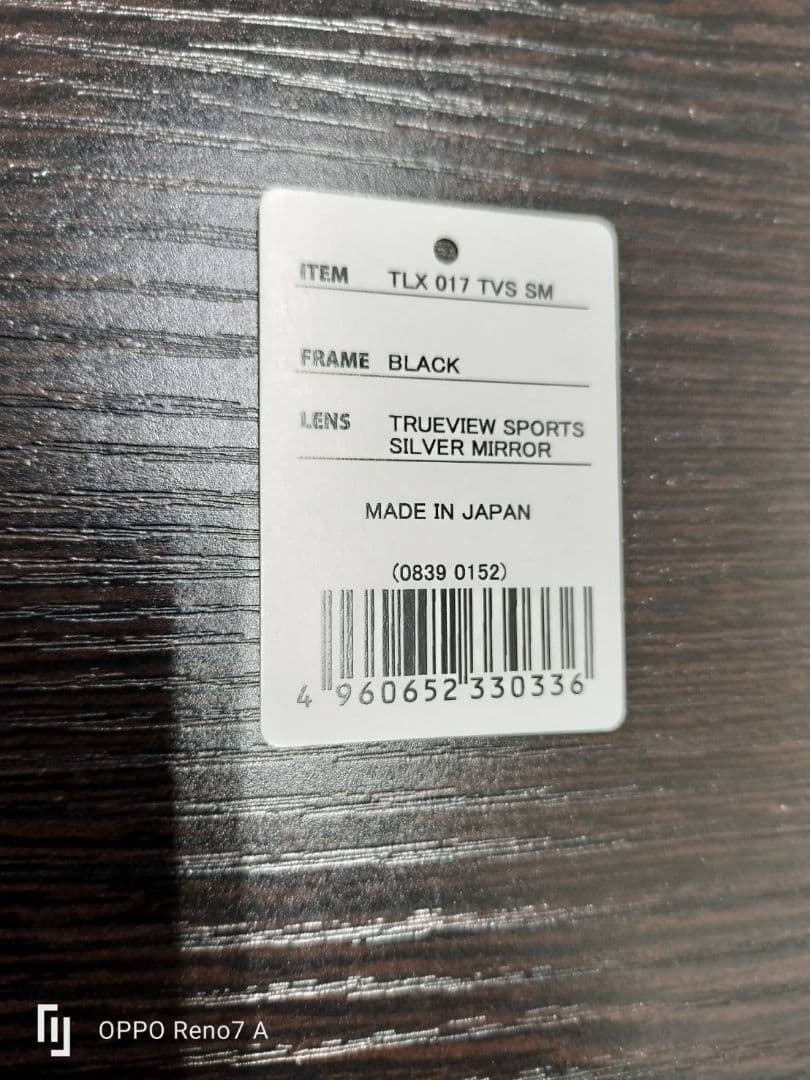 ITEM TLX 017 TVS SM
FRAME BLACK
LENS TRUEVIEW SPORTS
SILVER MIRROR
MADE IN JAPAN
(0839 0152)
4 960652 330336
OPPO Reno7 A